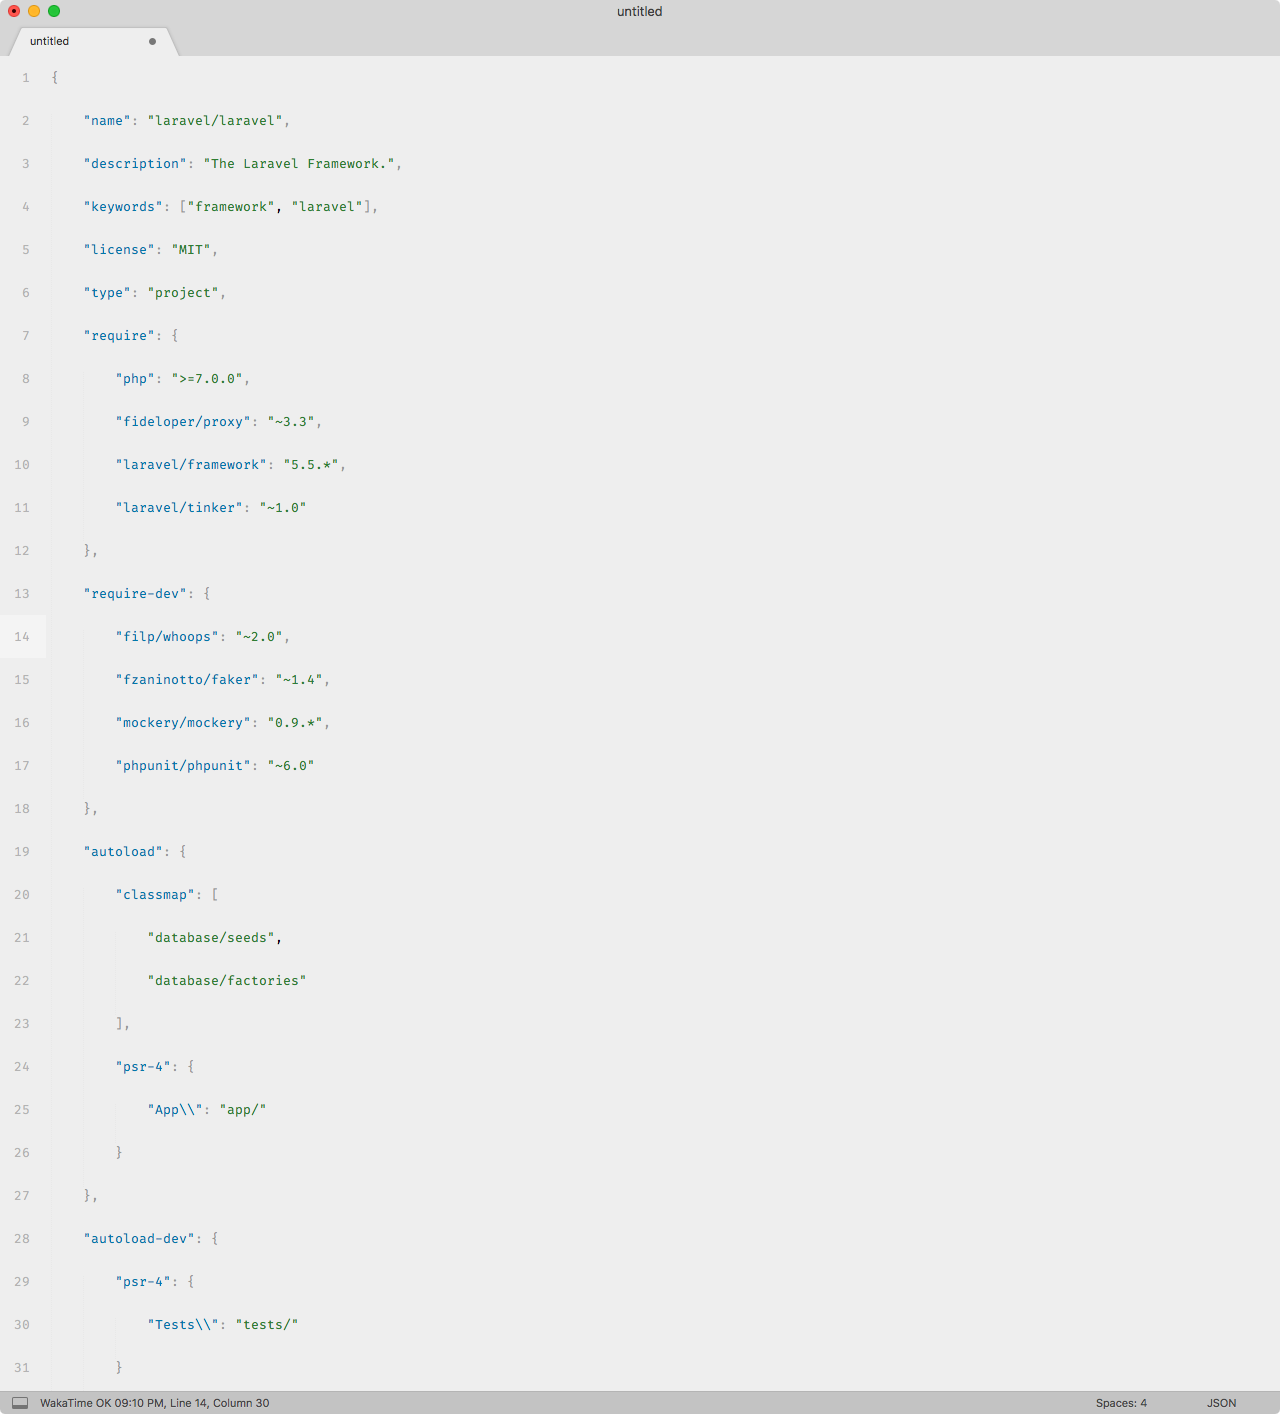 untitled
untitled
1 {
2     "name": "laravel/laravel",
3     "description": "The Laravel Framework.",
4     "keywords": ["framework", "laravel"],
5     "license": "MIT",
6     "type": "project",
7     "require": {
8         "php": ">=7.0.0",
9         "fideloper/proxy": "~3.3",
10         "laravel/framework": "5.5.*",
11         "laravel/tinker": "~1.0"
12     },
13     "require-dev": {
14         "filp/whoops": "~2.0",
15         "fzaninotto/faker": "~1.4",
16         "mockery/mockery": "0.9.*",
17         "phpunit/phpunit": "~6.0"
18     },
19     "autoload": {
20         "classmap": [
21             "database/seeds",
22             "database/factories"
23         ],
24         "psr-4": {
25             "App\\": "app/"
26         }
27     },
28     "autoload-dev": {
29         "psr-4": {
30             "Tests\\": "tests/"
31         }
WakaTime OK 09:10 PM, Line 14, Column 30 Spaces: 4 JSON